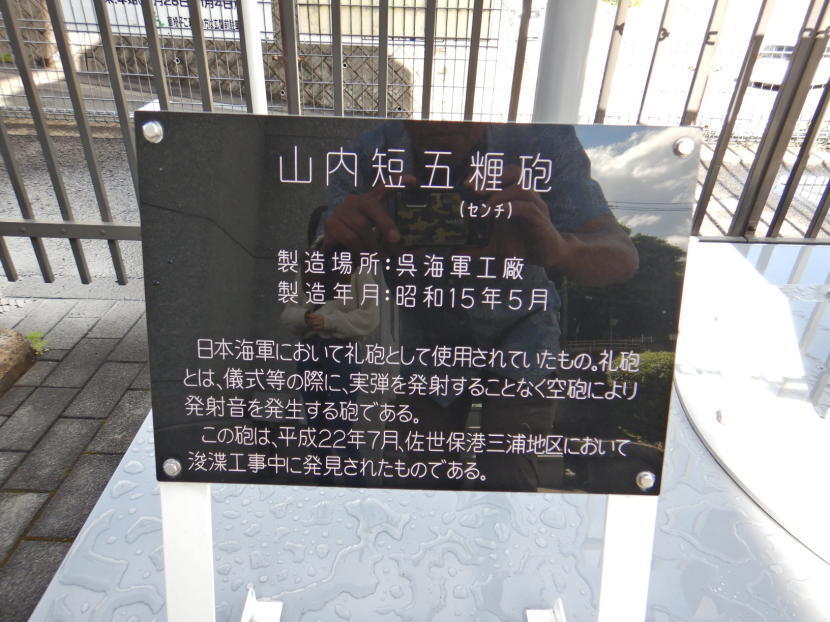 山内短五糎砲
(センチ)
製造場所:呉海軍工廠
製造年月:昭和15年5月
日本海軍において礼砲として使用されていたもの。礼砲
とは、儀式等の際に、実弾を発射することなく空砲により
発射音を発生する砲である。
この砲は、平成22年7月、佐世保港三浦地区において
浚渫工事中に発見されたものである。